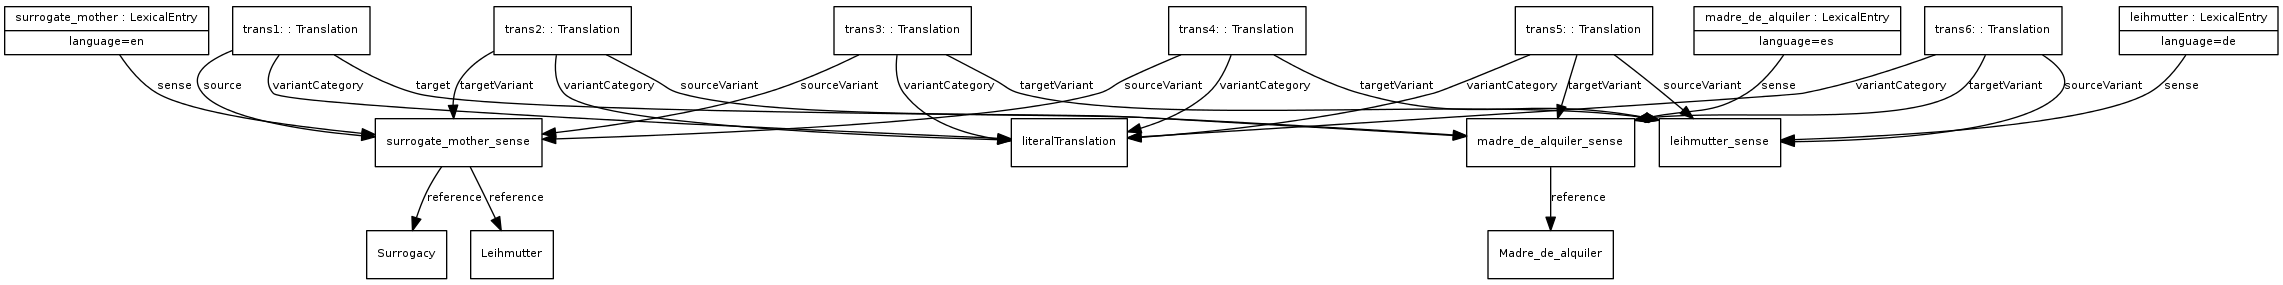 surrogate_mother : LexicalEntry
language=en
trans1: : Translation
trans2: : Translation
trans3: : Translation
trans4: : Translation
trans5: : Translation
madre_de_alquiler : LexicalEntry
language=es
trans6: : Translation
leihmutter : LexicalEntry
language=de
sense
source
variantCategory
target
targetVariant
variantCategory
sourceVariant
sourceVariant
variantCategory
targetVariant
sourceVariant
variantCategory
targetVariant
variantCategory
targetVariant
sourceVariant
sense
variantCategory
targetVariant
sourceVariant
sense
surrogate_mother_sense
literalTranslation
madre_de_alquiler_sense
leihmutter_sense
reference
reference
reference
Surrogacy
Leihmutter
Madre_de_alquiler